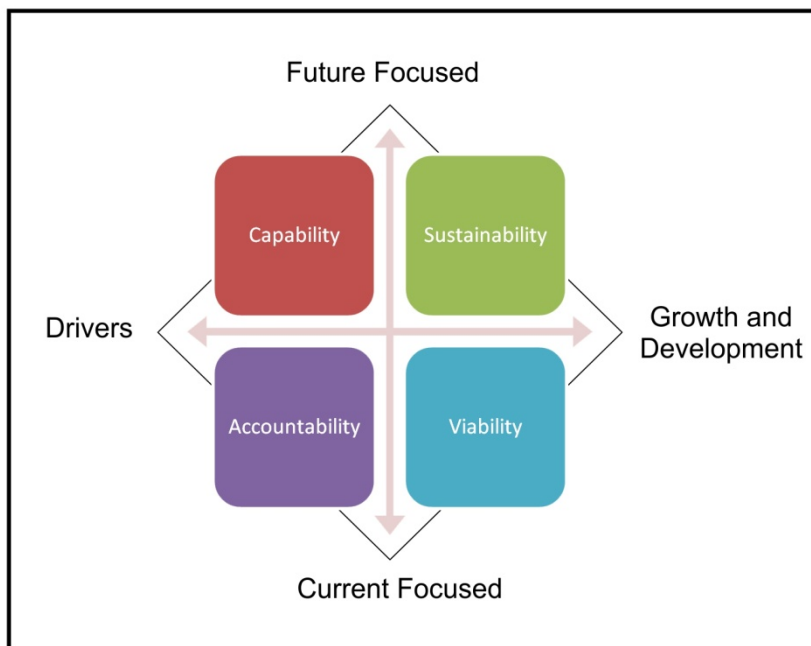 Future Focused
Capability
Sustainability
Drivers
Growth and
Development
Accountability
Viability
Current Focused